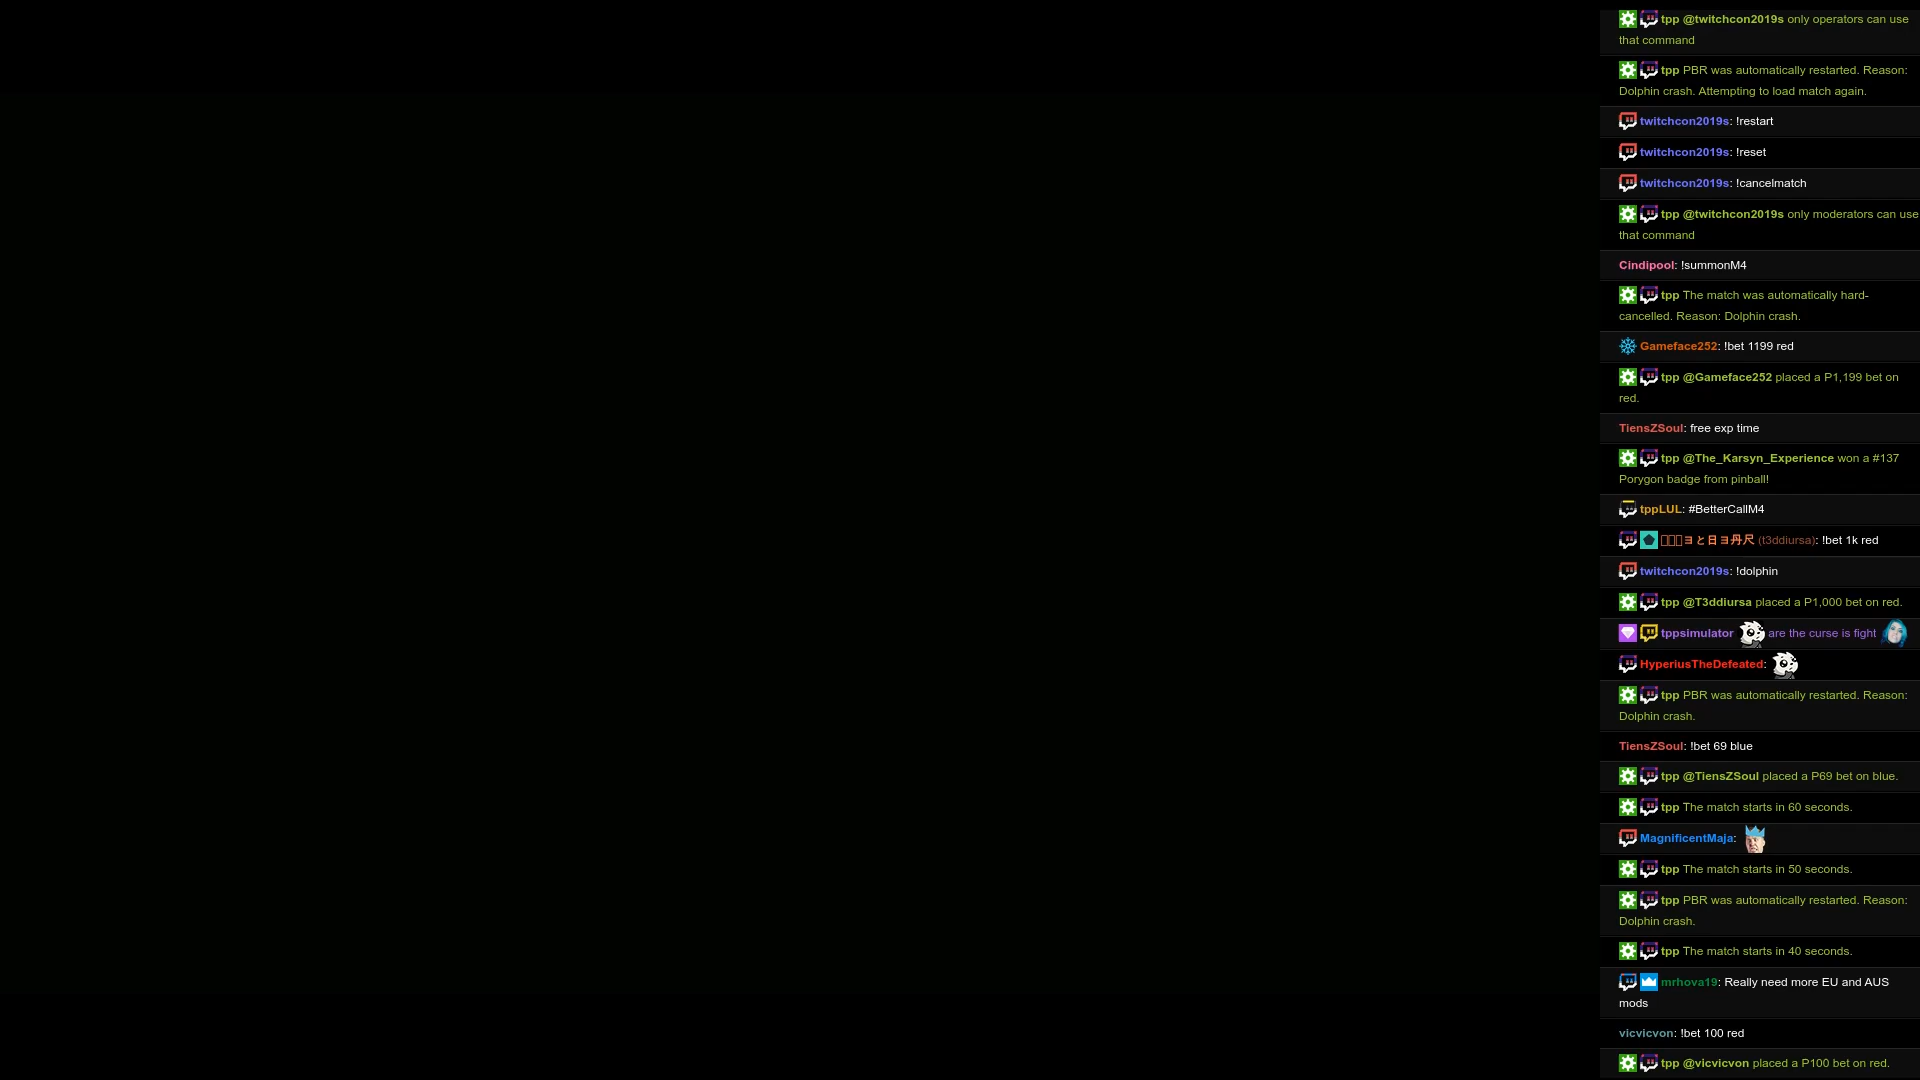 tpp @twitchcon2019s only operators can use
that command
tpp PBR was automatically restarted. Reason:
Dolphin crash. Attempting to load match again.
twitchcon2019s: !restart
twitchcon2019s: !reset
twitchcon2019s: !cancelmatch
tpp @twitchcon2019s only moderators can use
that command
Cindipool: !summonM4
tpp The match was automatically hard-
cancelled. Reason: Dolphin crash.
Gameface252: !bet 1199 red
tpp @Gameface252 placed a P1,199 bet on
red.
TiensZSoul: free exp time
tpp @The_Karsyn_Experience won a #137
Porygon badge from pinball!
tppLUL: #BetterCallM4
ヨと日ヨ丹尺 (t3ddiursa): !bet 1k red
twitchcon2019s: !dolphin
tpp @T3ddiursa placed a P1,000 bet on red.
tppsimulator are the curse is fight
HyperiusTheDefeated:
tpp PBR was automatically restarted. Reason:
Dolphin crash.
TiensZSoul: !bet 69 blue
tpp @TiensZSoul placed a P69 bet on blue.
tpp The match starts in 60 seconds.
MagnificentMaja:
tpp The match starts in 50 seconds.
tpp PBR was automatically restarted. Reason:
Dolphin crash.
tpp The match starts in 40 seconds.
mrhova19: Really need more EU and AUS
mods
vicvicvon: !bet 100 red
tpp @vicvicvon placed a P100 bet on red.